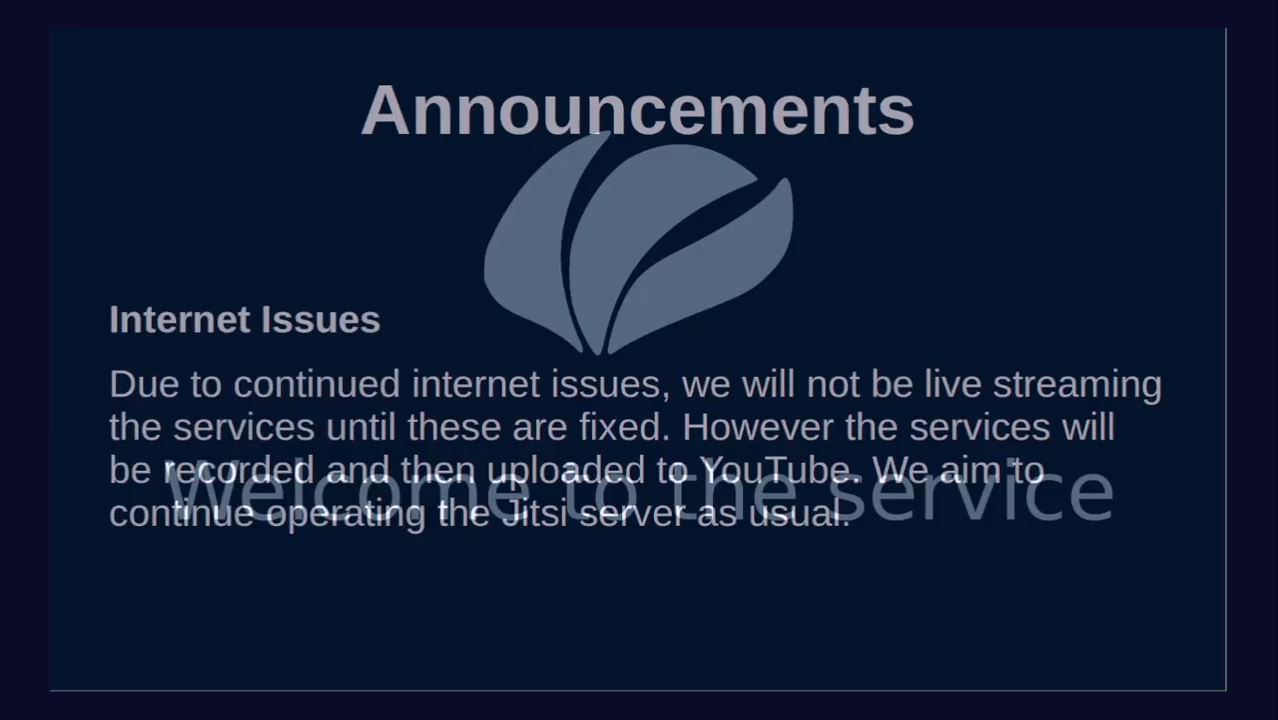 Announcements
Internet Issues
Due to continued internet issues, we will not be live streaming
the services until these are fixed. However the services will
be recorded and then uploaded to YouTube. We aim to
continue operating the Jitsi server as usual.
Welcome to the service